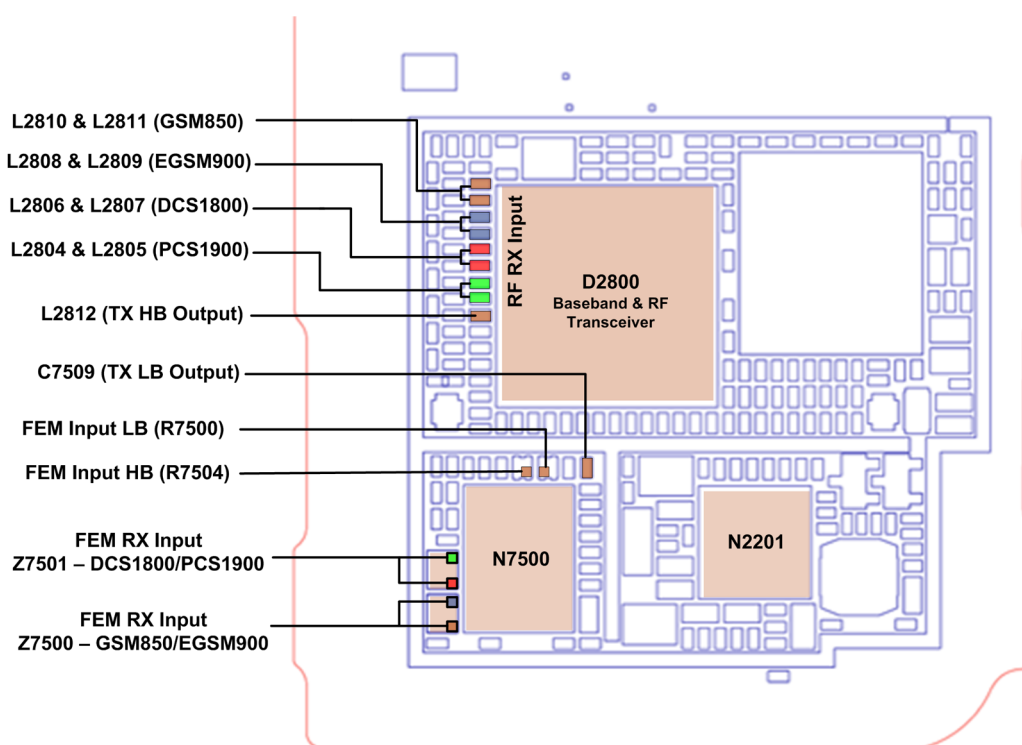 L2810 & L2811 (GSM850)
L2808 & L2809 (EGSM900)
L2806 & L2807 (DCS1800)
L2804 & L2805 (PCS1900)
L2812 (TX HB Output)
C7509 (TX LB Output)
FEM Input LB (R7500)
FEM Input HB (R7504)
FEM RX Input
Z7501 – DCS1800/PCS1900
FEM RX Input
Z7500 – GSM850/EGSM900
RF RX Input
D2800
Baseband & RF
Transceiver
N7500
N2201